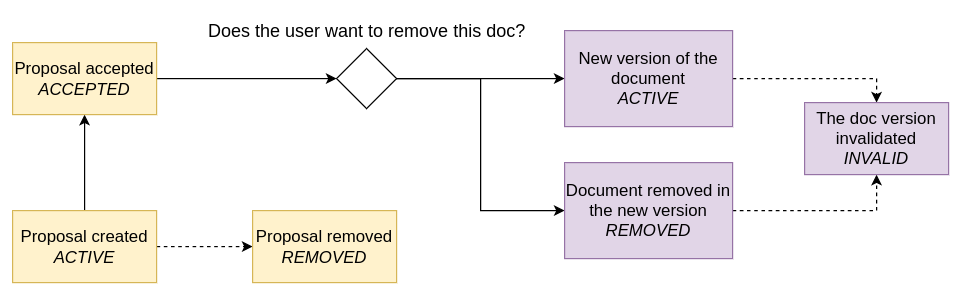 Does the user want to remove this doc?
Proposal accepted
ACCEPTED
New version of the
document
ACTIVE
The doc version
invalidated
INVALID
Document removed in
the new version
REMOVED
Proposal created
ACTIVE
Proposal removed
REMOVED